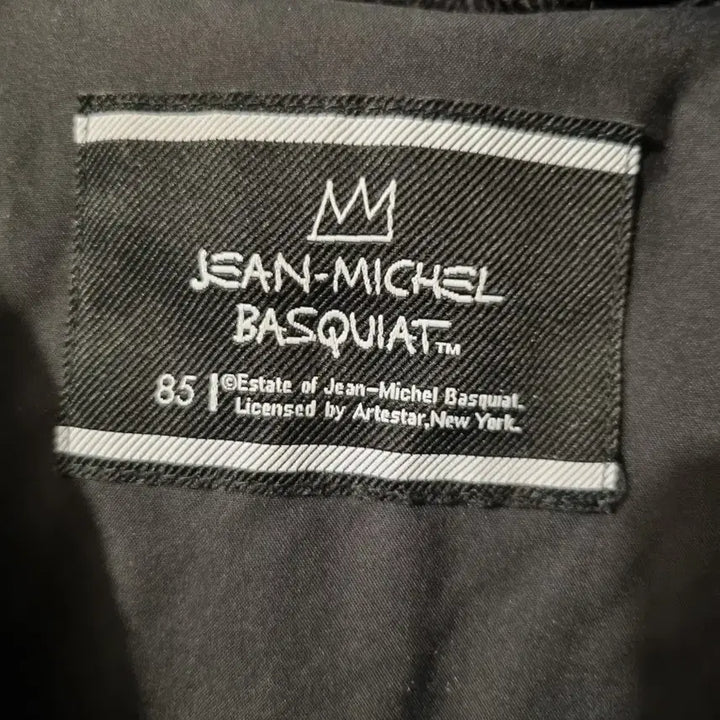 JEAN-MICHEL
BASQUIAT™
85 | ©Estate of Jean-Michel Basquiat.
Licensed by Artestar, New York.